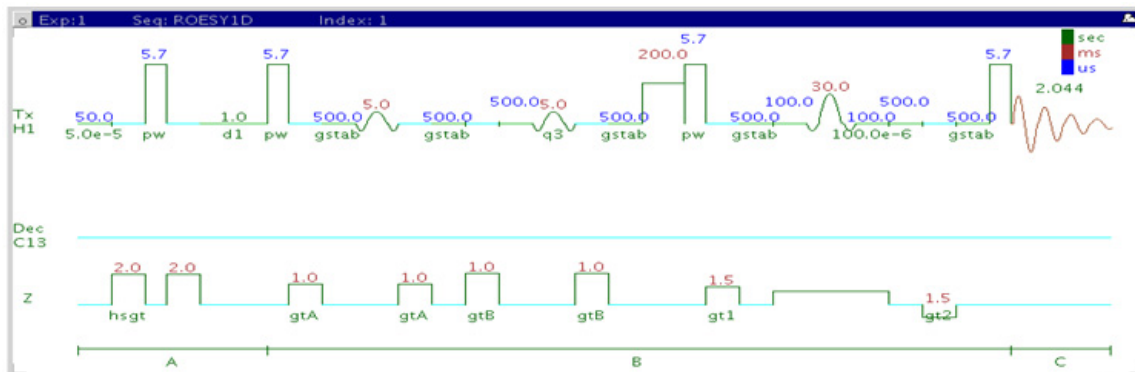 Exp:1 Seq: ROESY1D Index: 1
sec
ms
us
5.7 5.7 200.0 5.7 30.0 5.7
2.044
Tx
H1
50.0 1.0 500.0 5.0 500.0 500.0 5.0 500.0 500.0 100.0 100.0 500.0 500.0
5.0e-5 pw d1 pw gstab gstab q3 gstab pw gstab 100.0e-6 gstab
Dec
C13
2.0 2.0 1.0 1.0 1.0 1.0 1.5 1.5
Z
hsgt gtA gtA gtB gtB gt1 gt2
A B C